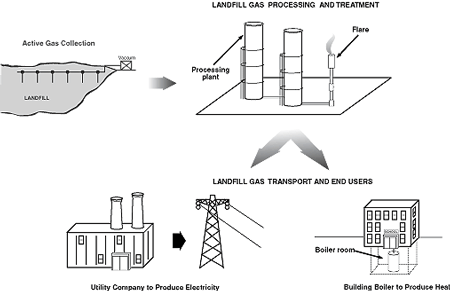 LANDFILL GAS PROCESSING AND TREATMENT
Active Gas Collection
Vacuum
LANDFILL
Processing
plant
Flare
LANDFILL GAS TRANSPORT AND END USERS
Boiler room
Utility Company to Produce Electricity
Building Boiler to Produce Heat